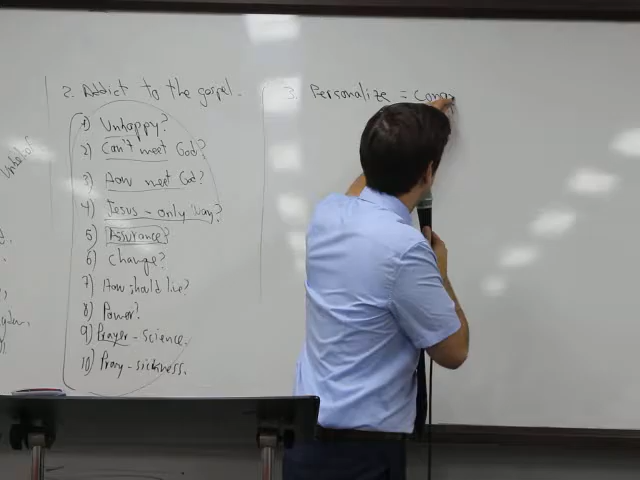 2. Addict to the gospel.
1) Unhappy?
2) Can't meet God?
3) How meet God?
4) Jesus - only way?
5) Assurance?
6) Change?
7) How should live?
8) Power?
9) Prayer - science.
10) Pray - sickness.
3. Personalize =